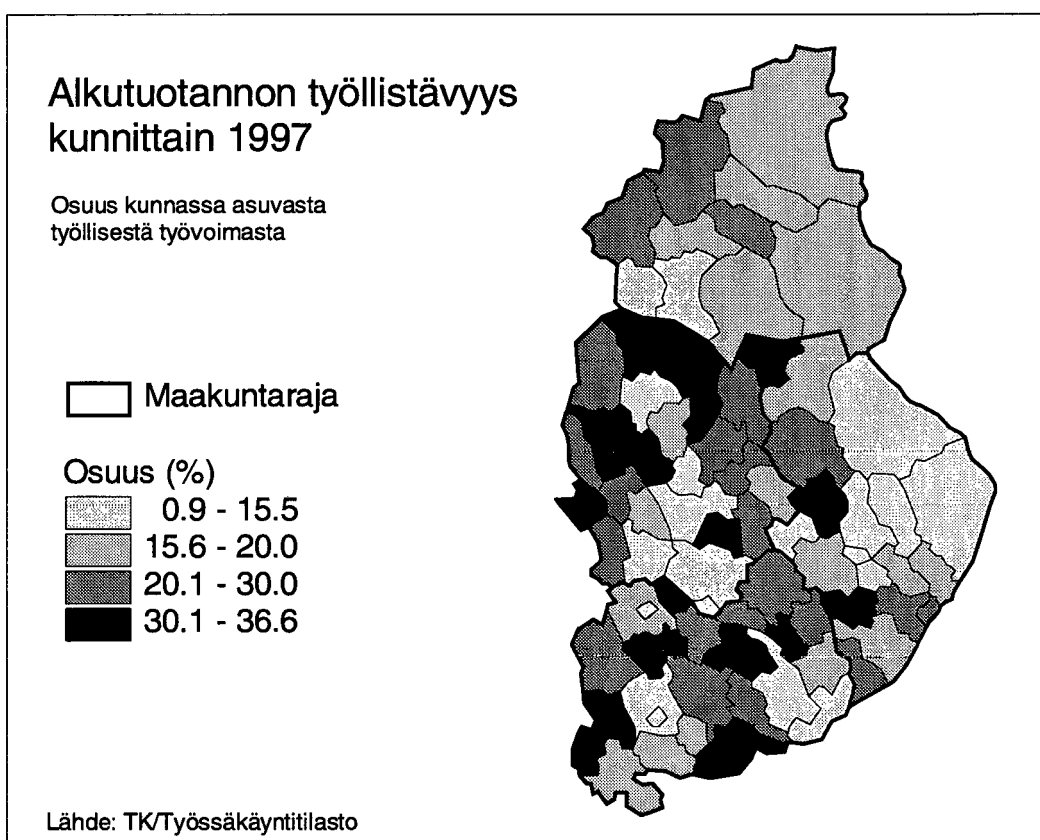 Alkutuotannon työllistävyys
kunnittain 1997
Osuus kunnassa asuvasta
työllisestä työvoimasta
Maakuntaraja
Osuus (%)
0.9 - 15.5
15.6 - 20.0
20.1 - 30.0
30.1 - 36.6
Lähde: TK/Työssäkäyntitilasto